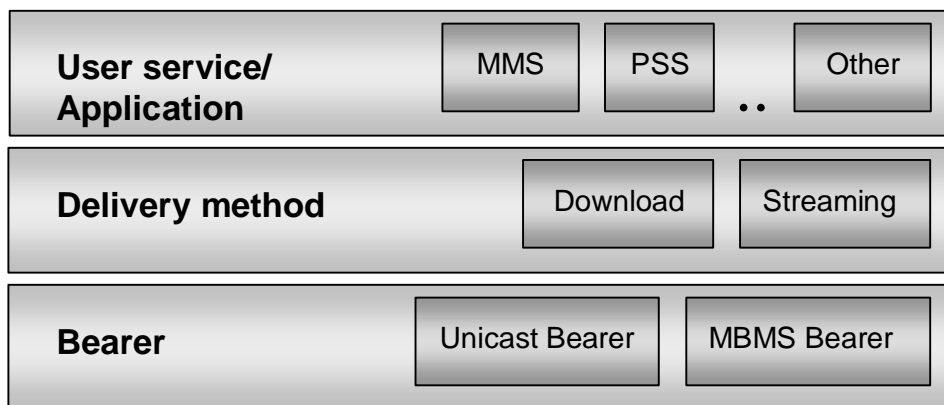 User service/
Application
MMS
PSS
..
Other
Delivery method
Download
Streaming
Bearer
Unicast Bearer
MBMS Bearer